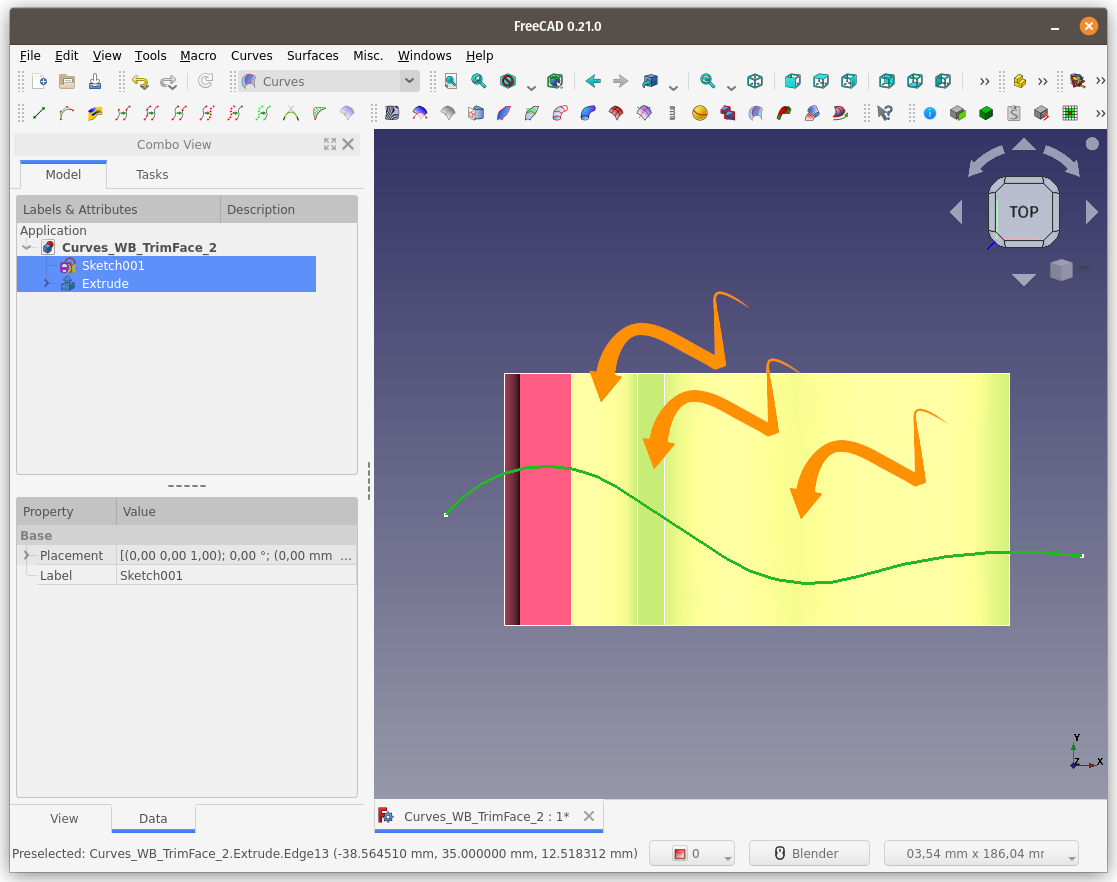 FreeCAD 0.21.0
File Edit View Tools Macro Curves Surfaces Misc. Windows Help
Curves
Combo View
Model Tasks
Labels & Attributes Description
Application
Curves_WB_TrimFace_2
Sketch001
Extrude
TOP
Property Value
Base
Placement [(0,00 0,00 1,00); 0,00 °; (0,00 mm ...
Label Sketch001
Y
Z X
View Data
Curves_WB_TrimFace_2 : 1*
Preselected: Curves_WB_TrimFace_2.Extrude.Edge13 (-38.564510 mm, 35.000000 mm, 12.518312 mm) 0 Blender 03,54 mm x 186,04 mr